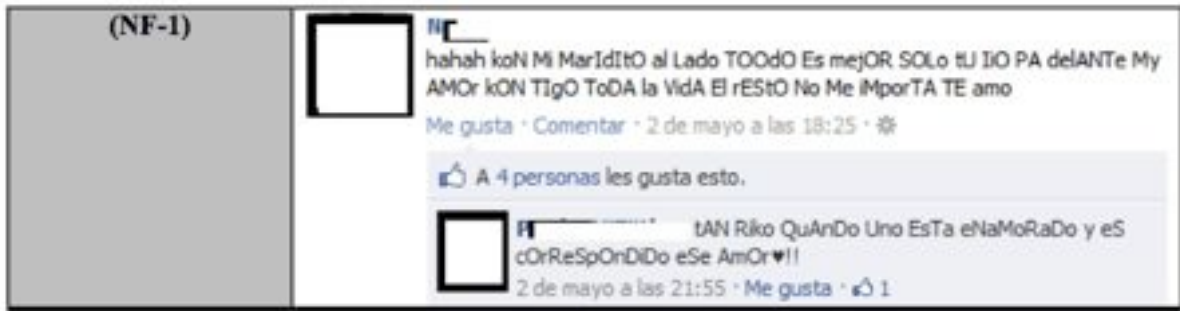 (NF-1)
hahah koN Mi MarIdItO al Lado TOOdO Es mejOR SOLo tU IiO PA delANTe My
AMOr kON TIgO ToDA la VidA El rEStO No Me iMporTA TE amo
Me gusta · Comentar · 2 de mayo a las 18:25 ·
A 4 personas les gusta esto.
tAN Riko QuAnDo Uno EsTa eNaMoRaDo y eS
cOrReSpOnDiDo eSe AmOr♥!!
2 de mayo a las 21:55 · Me gusta · 1